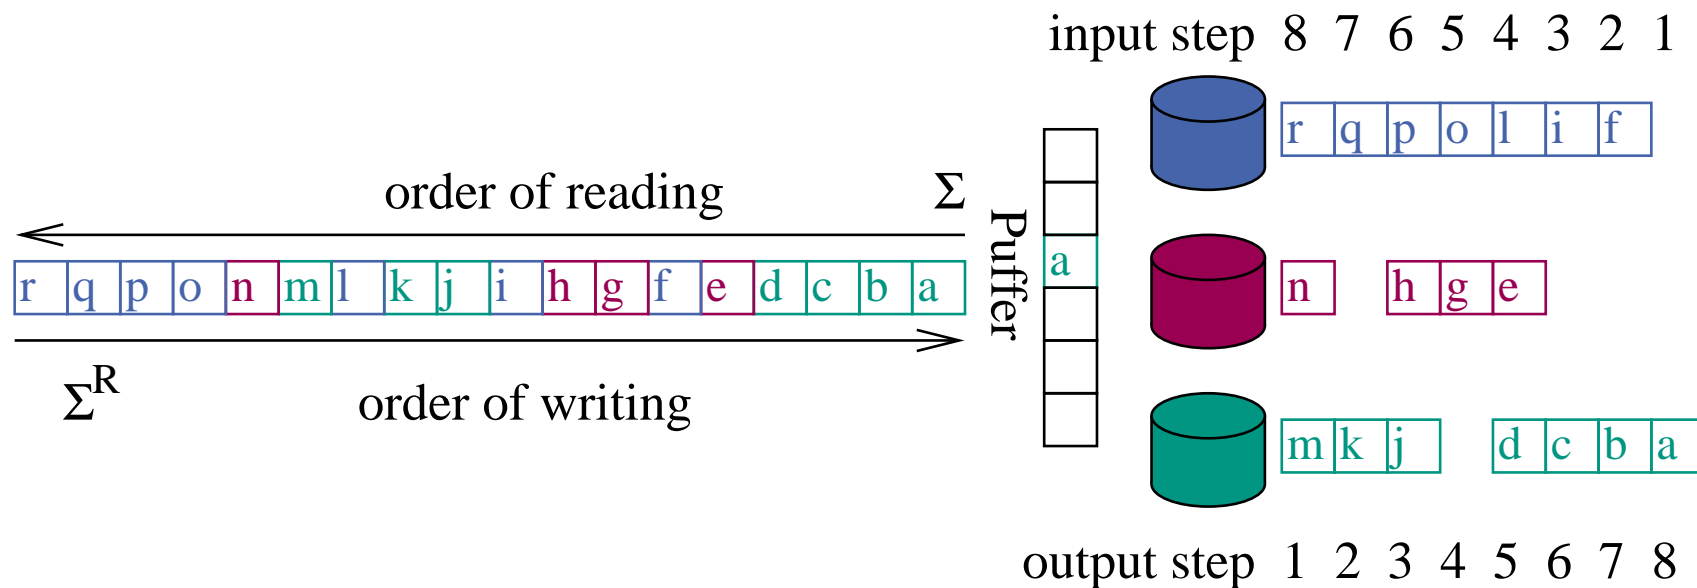 input step 8 7 6 5 4 3 2 1
r q p o l i f
order of reading Σ
Puffer
a
r q p o n m l k j i h g f e d c b a
n h g e
Σ^R order of writing
m k j d c b a
output step 1 2 3 4 5 6 7 8